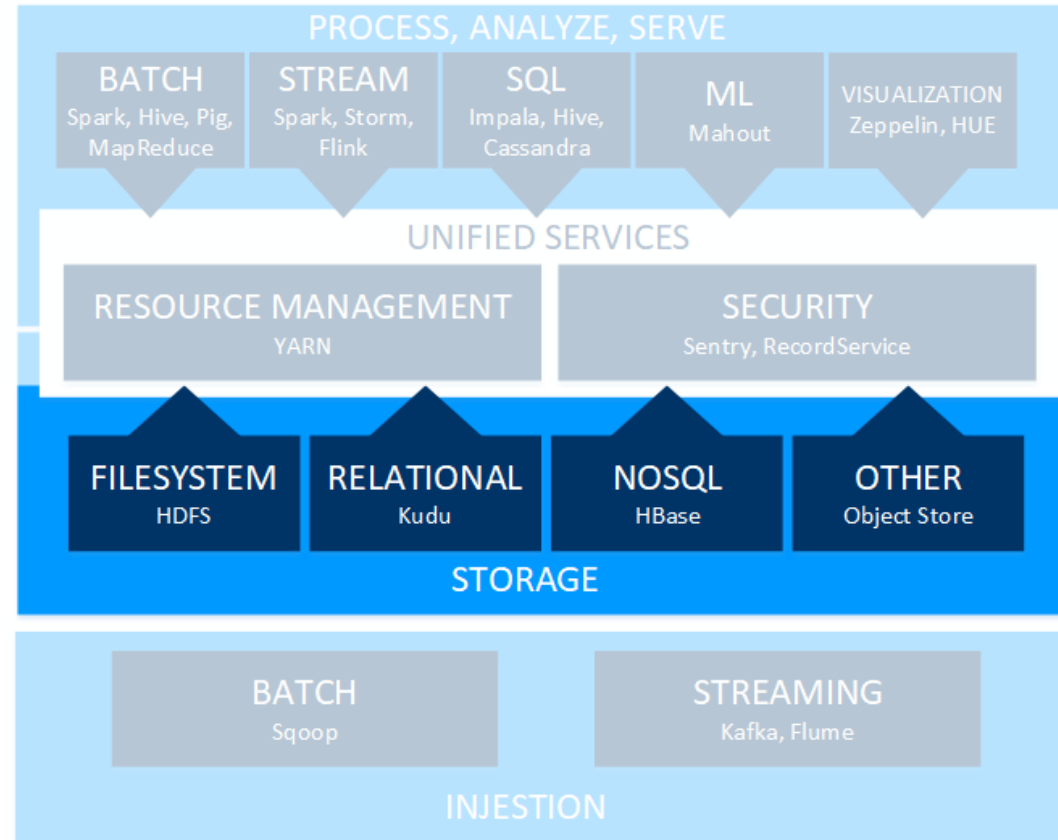 PROCESS, ANALYZE, SERVE
BATCH
Spark, Hive, Pig,
MapReduce
STREAM
Spark, Storm,
Flink
SQL
Impala, Hive,
Cassandra
ML
Mahout
VISUALIZATION
Zeppelin, HUE
UNIFIED SERVICES
RESOURCE MANAGEMENT
YARN
SECURITY
Sentry, RecordService
FILESYSTEM
HDFS
RELATIONAL
Kudu
NOSQL
HBase
OTHER
Object Store
STORAGE
BATCH
Sqoop
STREAMING
Kafka, Flume
INJESTION